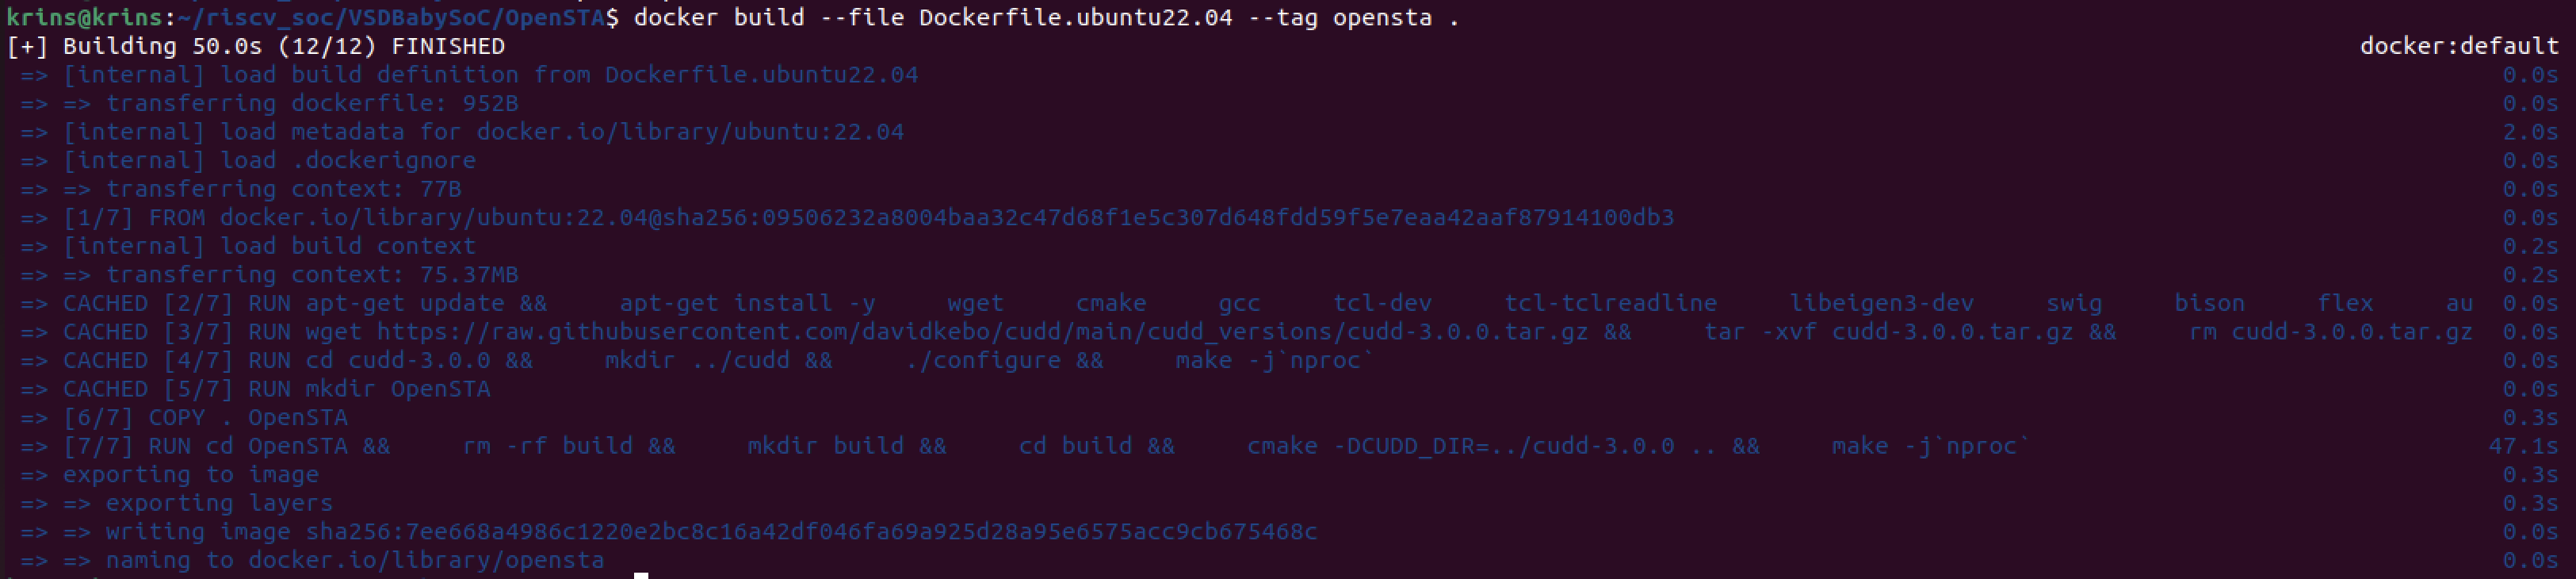 krins@krins:~/riscv_soc/VSDBabySoC/OpenSTA$ docker build --file Dockerfile.ubuntu22.04 --tag opensta .
[+] Building 50.0s (12/12) FINISHED docker:default
=> [internal] load build definition from Dockerfile.ubuntu22.04 0.0s
=> => transferring dockerfile: 952B 0.0s
=> [internal] load metadata for docker.io/library/ubuntu:22.04 2.0s
=> [internal] load .dockerignore 0.0s
=> => transferring context: 77B 0.0s
=> [1/7] FROM docker.io/library/ubuntu:22.04@sha256:09506232a8004baa32c47d68f1e5c307d648fdd59f5e7eaa42aaf87914100db3 0.0s
=> [internal] load build context 0.2s
=> => transferring context: 75.37MB 0.2s
=> CACHED [2/7] RUN apt-get update && apt-get install -y wget cmake gcc tcl-dev tcl-tclreadline libeigen3-dev swig bison flex au 0.0s
=> CACHED [3/7] RUN wget https://raw.githubusercontent.com/davidkebo/cudd/main/cudd_versions/cudd-3.0.0.tar.gz && tar -xvf cudd-3.0.0.tar.gz && rm cudd-3.0.0.tar.gz 0.0s
=> CACHED [4/7] RUN cd cudd-3.0.0 && mkdir ../cudd && ./configure && make -j`nproc` 0.0s
=> CACHED [5/7] RUN mkdir OpenSTA 0.0s
=> [6/7] COPY . OpenSTA 0.3s
=> [7/7] RUN cd OpenSTA && rm -rf build && mkdir build && cd build && cmake -DCUDD_DIR=../cudd-3.0.0 .. && make -j`nproc` 47.1s
=> exporting to image 0.3s
=> => exporting layers 0.3s
=> => writing image sha256:7ee668a4986c1220e2bc8c16a42df046fa69a925d28a95e6575acc9cb675468c 0.0s
=> => naming to docker.io/library/opensta 0.0s